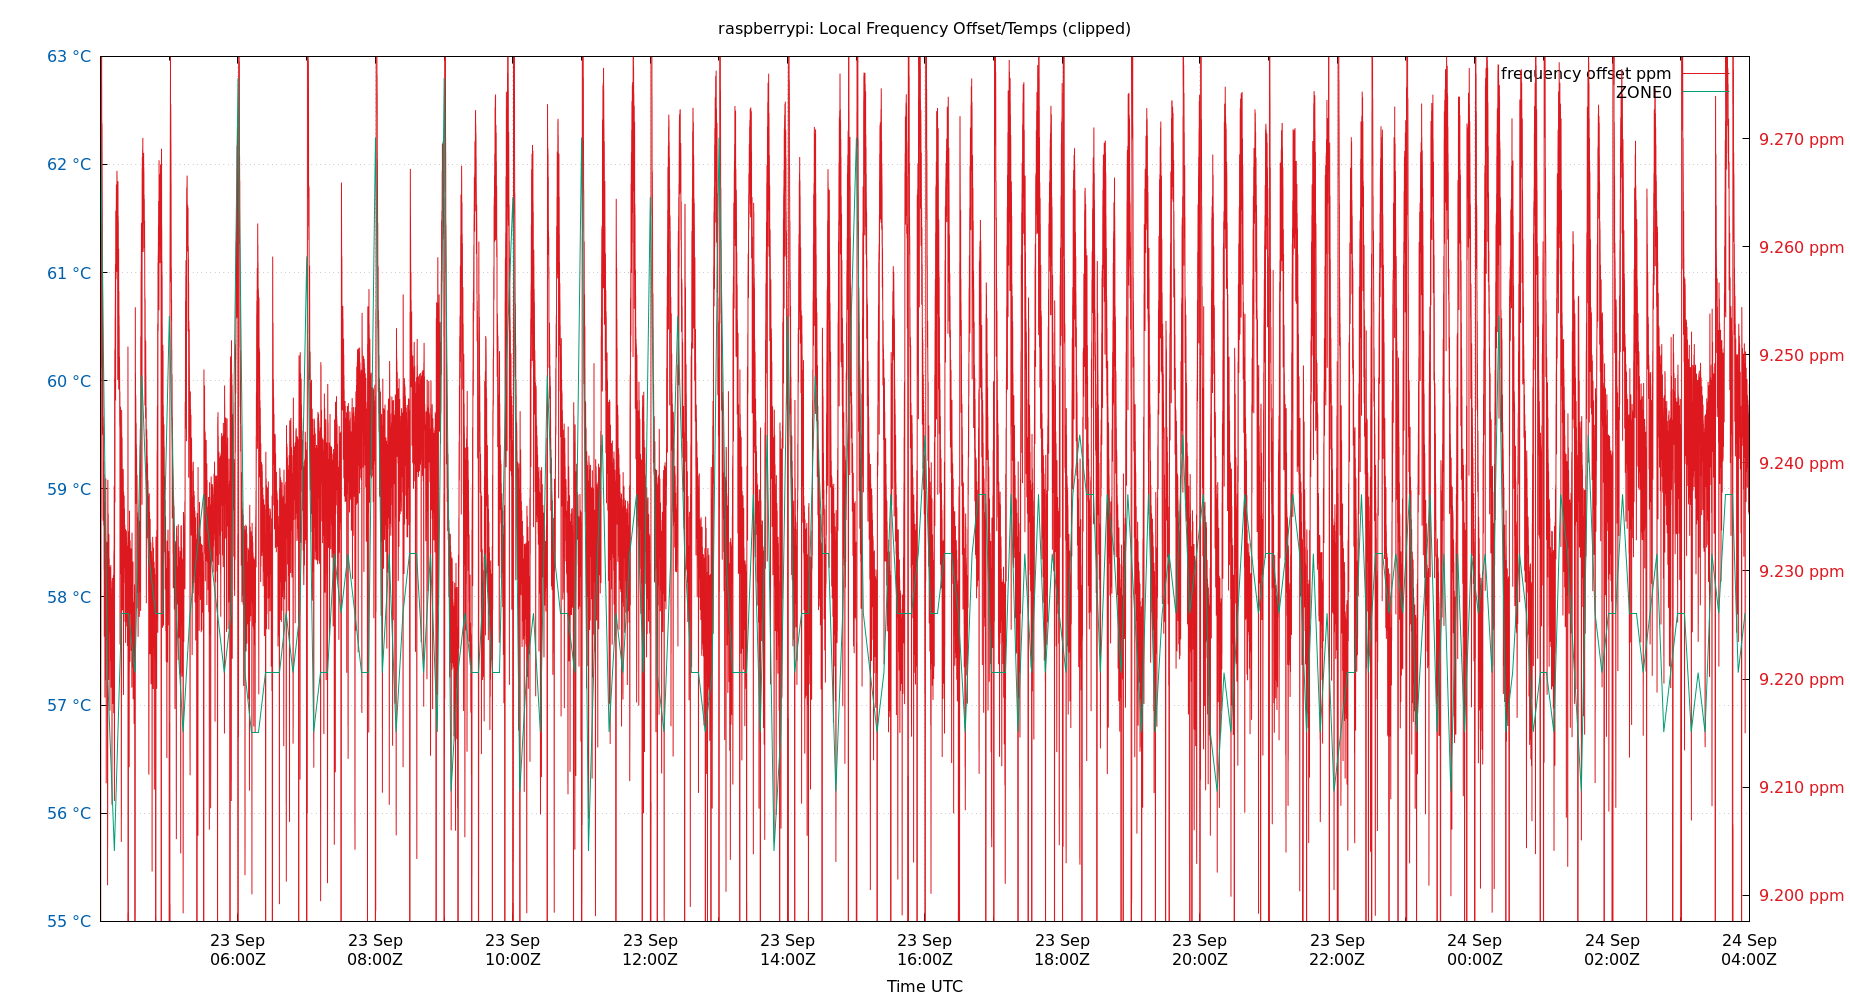 raspberrypi: Local Frequency Offset/Temps (clipped)
63 °C
62 °C
61 °C
60 °C
59 °C
58 °C
57 °C
56 °C
55 °C
frequency offset ppm
ZONE0
9.270 ppm
9.260 ppm
9.250 ppm
9.240 ppm
9.230 ppm
9.220 ppm
9.210 ppm
9.200 ppm
23 Sep 23 Sep 23 Sep 23 Sep 23 Sep 23 Sep 23 Sep 23 Sep 23 Sep 24 Sep 24 Sep 24 Sep
06:00Z 08:00Z 10:00Z 12:00Z 14:00Z 16:00Z 18:00Z 20:00Z 22:00Z 00:00Z 02:00Z 04:00Z
Time UTC